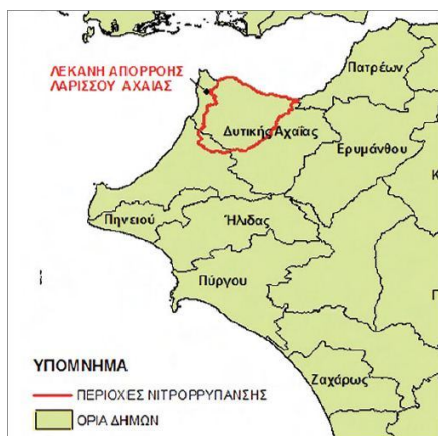 ΛΕΚΑΝΗ ΑΠΟΡΡΟΗΣ
ΛΑΡΙΣΣΟΥ ΑΧΑΙΑΣ
Πατρέων
Δυτικής Αχαΐας
Ερυμάνθου
Κ
Πηνειού
Ήλιδας
Πύργου
Π
Ζαχάρως
ΥΠΟΜΝΗΜΑ
ΠΕΡΙΟΧΕΣ ΝΙΤΡΟΡΡΥΠΑΝΣΗΣ
ΟΡΙΑ ΔΗΜΩΝ